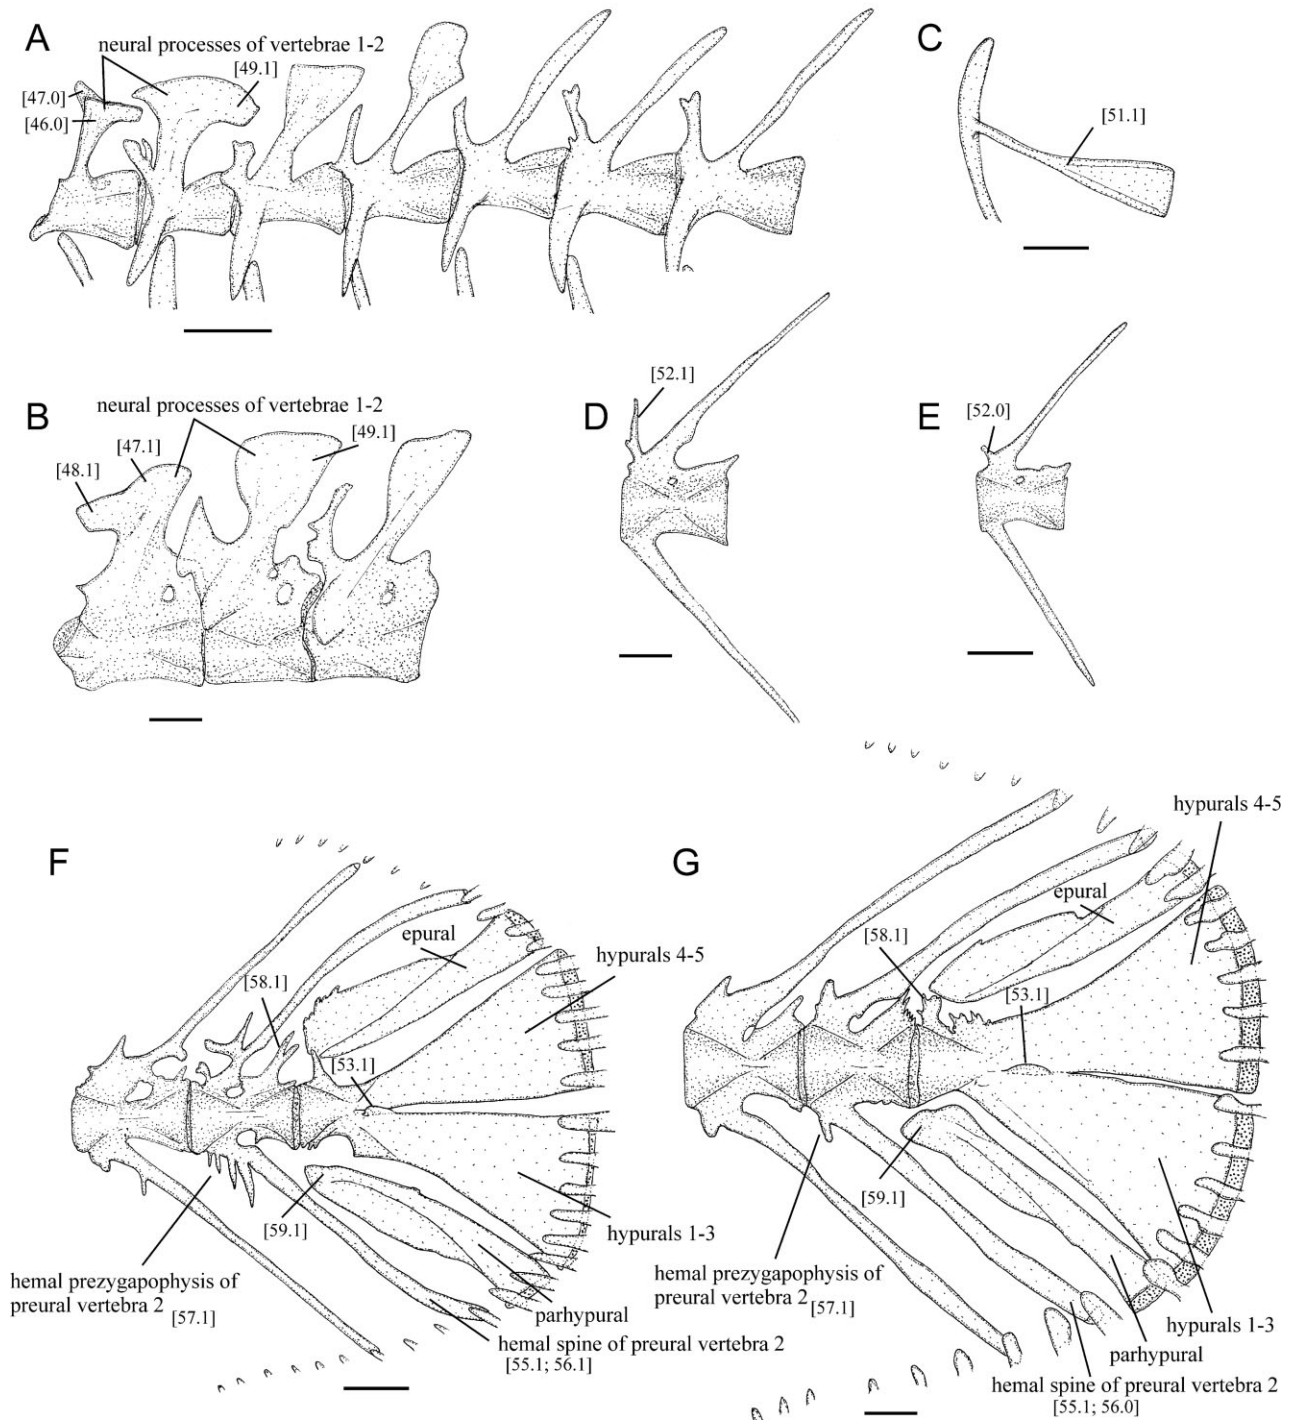 A
neural processes of vertebrae 1-2
[49.1]
[47.0]
[46.0]
C
[51.1]
B
neural processes of vertebrae 1-2
[47.1]
[49.1]
[48.1]
D
[52.1]
E
[52.0]
F
epural
hypurals 4-5
[58.1]
[53.1]
[59.1]
hypurals 1-3
hemal prezygapophysis of
preural vertebra 2 [57.1]
parhypural
hemal spine of preural vertebra 2
[55.1; 56.1]
G
hypurals 4-5
epural
[58.1]
[53.1]
[59.1]
hemal prezygapophysis of
preural vertebra 2 [57.1]
hypurals 1-3
parhypural
hemal spine of preural vertebra 2
[55.1; 56.0]